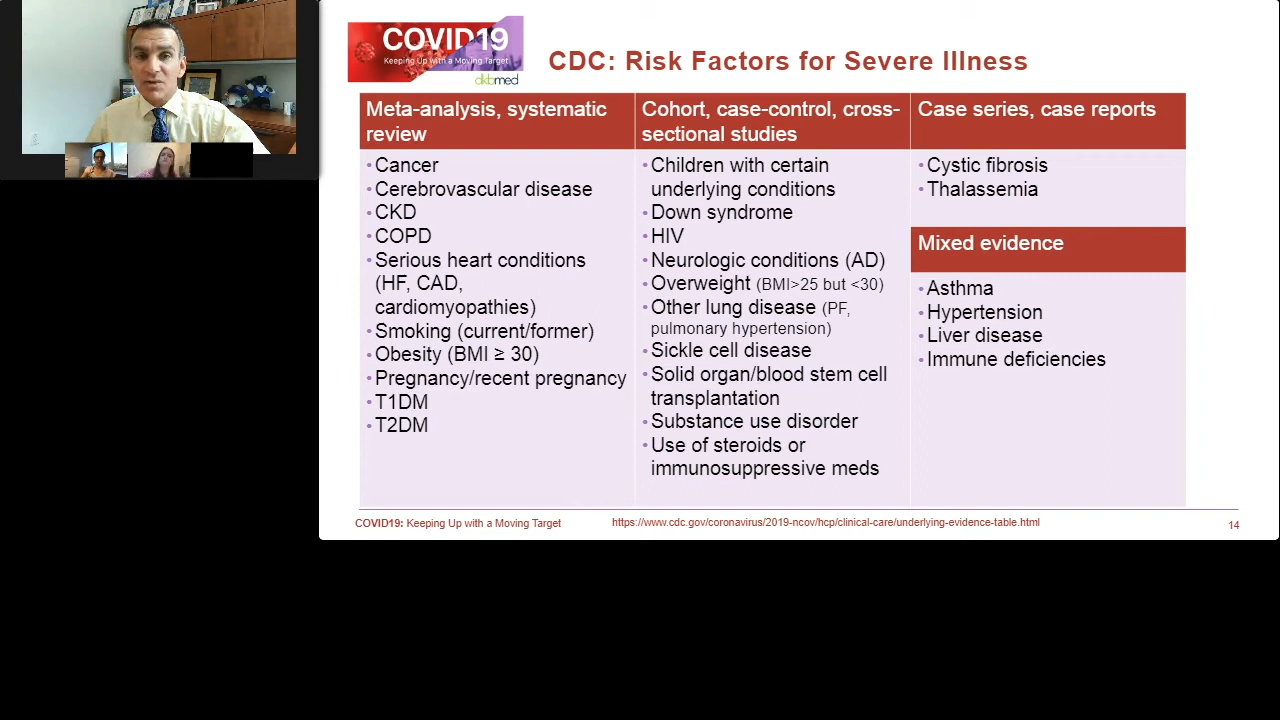 COVID19
Keeping Up with a Moving Target
dkbmed
CDC: Risk Factors for Severe Illness
Meta-analysis, systematic
review
•Cancer
•Cerebrovascular disease
•CKD
•COPD
•Serious heart conditions
(HF, CAD,
cardiomyopathies)
•Smoking (current/former)
•Obesity (BMI ≥ 30)
•Pregnancy/recent pregnancy
•T1DM
•T2DM
Cohort, case-control, cross-
sectional studies
•Children with certain
underlying conditions
•Down syndrome
•HIV
•Neurologic conditions (AD)
•Overweight (BMI>25 but <30)
•Other lung disease (PF,
pulmonary hypertension)
•Sickle cell disease
•Solid organ/blood stem cell
transplantation
•Substance use disorder
•Use of steroids or
immunosuppressive meds
Case series, case reports
•Cystic fibrosis
•Thalassemia
Mixed evidence
•Asthma
•Hypertension
•Liver disease
•Immune deficiencies
COVID19: Keeping Up with a Moving Target
https://www.cdc.gov/coronavirus/2019-ncov/hcp/clinical-care/underlying-evidence-table.html
14